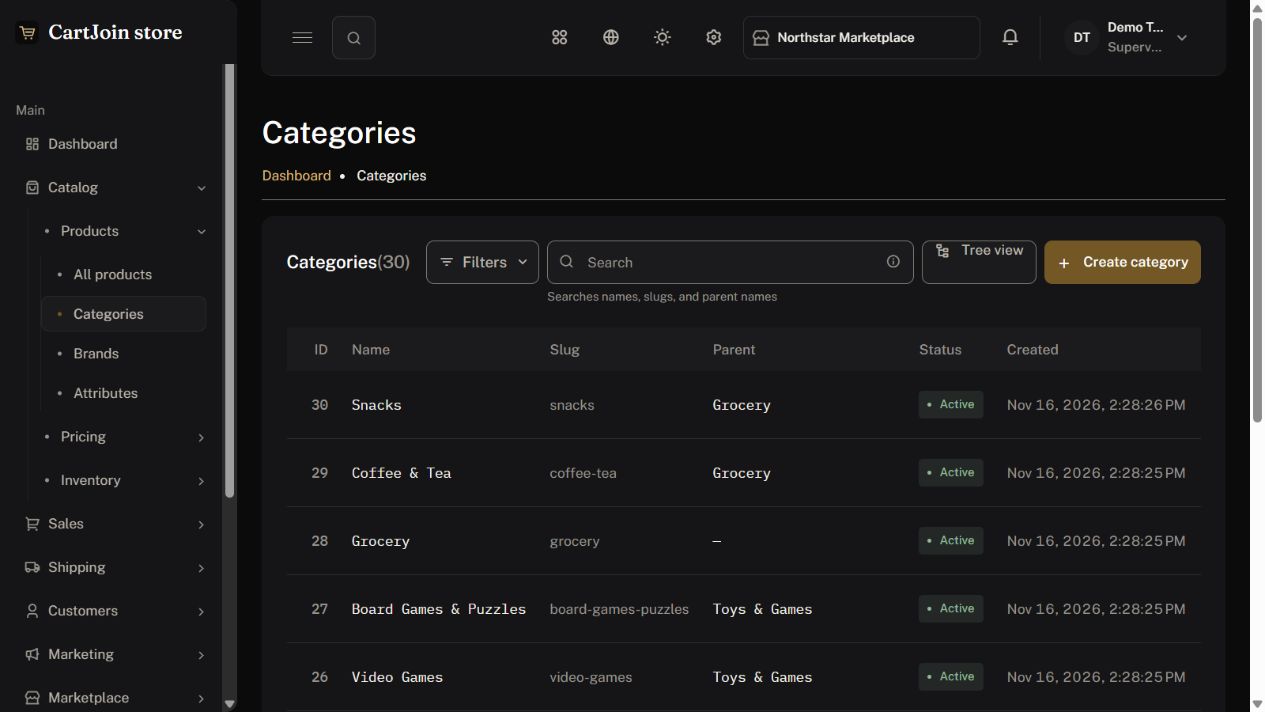 CartJoin store
Northstar Marketplace
DT
Demo T...
Superv...
Main
Dashboard
Catalog
Products
All products
Categories
Brands
Attributes
Pricing
Inventory
Sales
Shipping
Customers
Marketing
Marketplace
Categories
Dashboard • Categories
Categories(30)
Filters
Search
Tree view
+ Create category
Searches names, slugs, and parent names
ID Name Slug Parent Status Created
30 Snacks snacks Grocery • Active Nov 16, 2026, 2:28:26 PM
29 Coffee & Tea coffee-tea Grocery • Active Nov 16, 2026, 2:28:25 PM
28 Grocery grocery — • Active Nov 16, 2026, 2:28:25 PM
27 Board Games & Puzzles board-games-puzzles Toys & Games • Active Nov 16, 2026, 2:28:25 PM
26 Video Games video-games Toys & Games • Active Nov 16, 2026, 2:28:25 PM